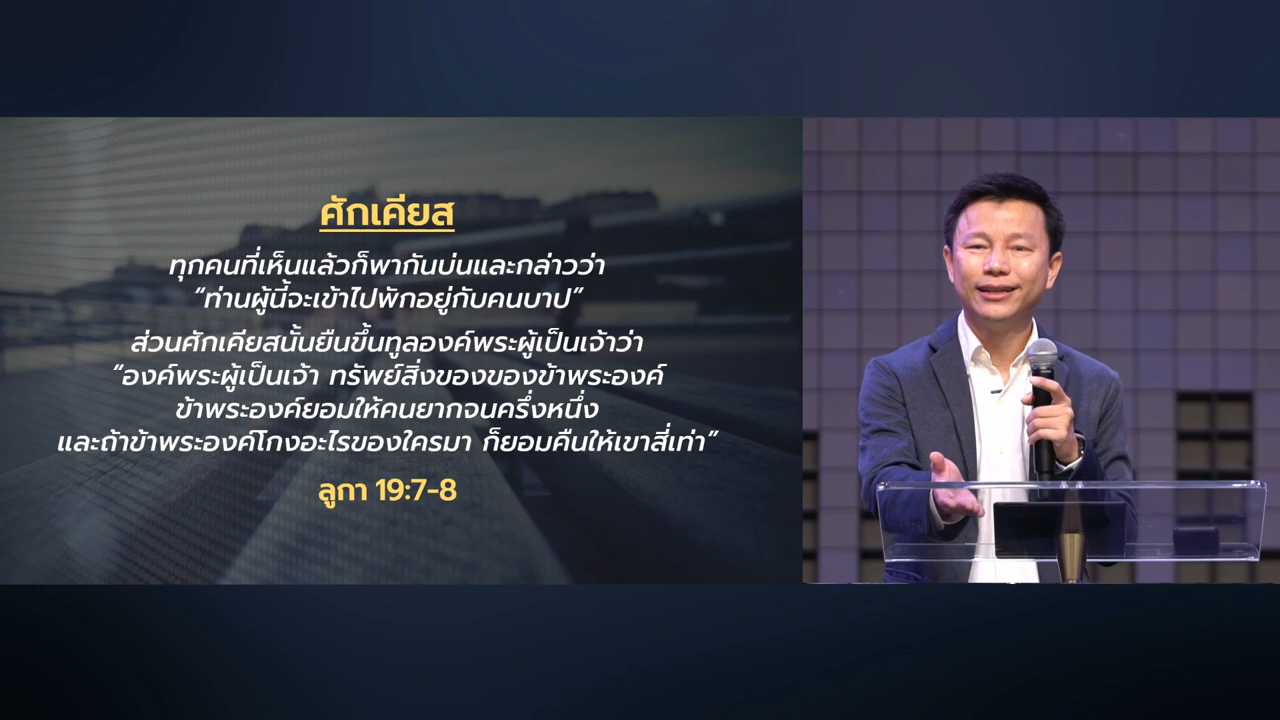 ศักเคียส
ทุกคนที่เห็นแล้วก็พากันบ่นและกล่าวว่า
“ท่านผู้นี้จะเข้าไปพักอยู่กับคนบาป”
ส่วนศักเคียสนั้นยืนขึ้นทูลองค์พระผู้เป็นเจ้าว่า
“องค์พระผู้เป็นเจ้า ทรัพย์สิ่งของของข้าพระองค์
ข้าพระองค์ยอมให้คนยากจนครึ่งหนึ่ง
และถ้าข้าพระองค์โกงอะไรของใครมา ก็ยอมคืนให้เขาสี่เท่า”
ลูกา 19:7-8